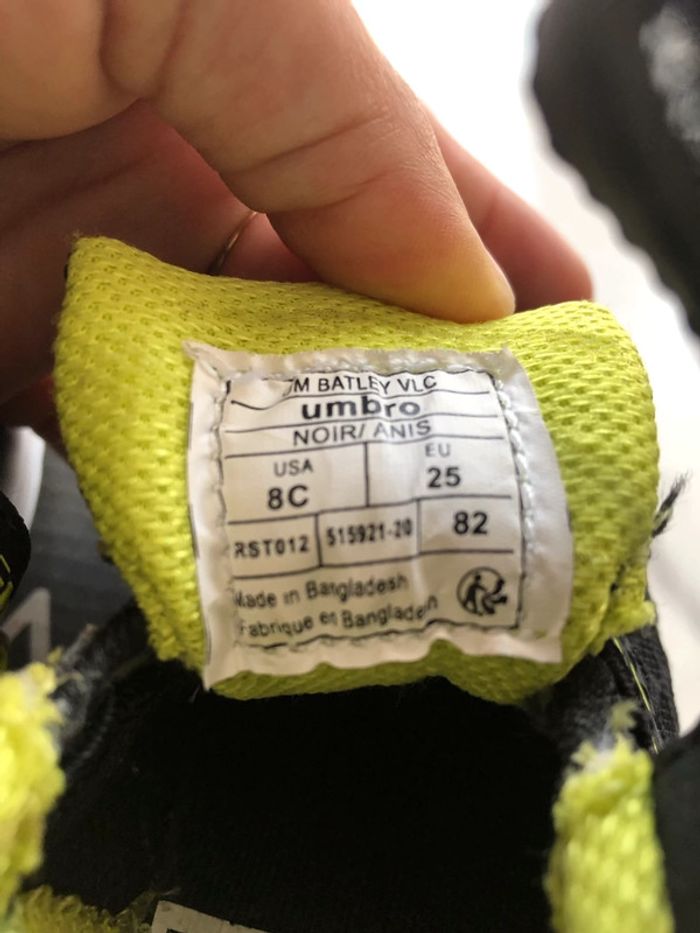 BATLEY VLC
umbro
NOIR/ ANIS
USA
8C
EU
25
RST012
515921-20
82
Made in Bangladesh
Fabrique en Bangladesh